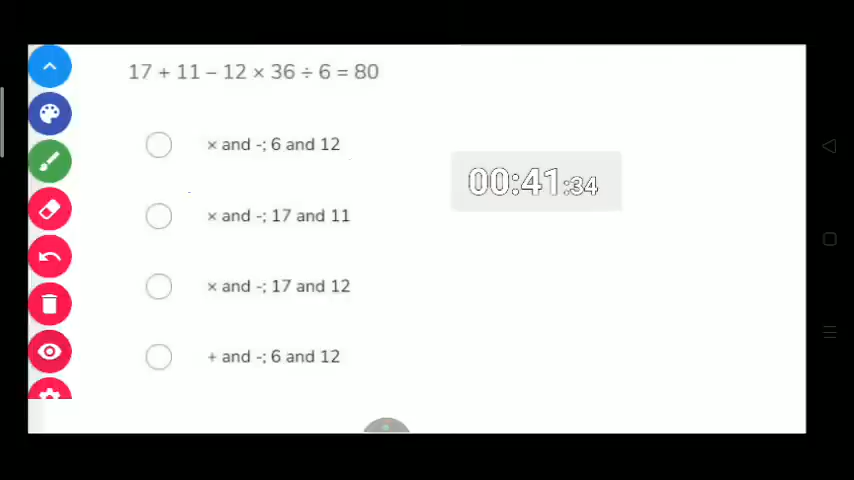 17 + 11 – 12 × 36 ÷ 6 = 80
× and -; 6 and 12
00:41:34
× and -; 17 and 11
× and -; 17 and 12
+ and -; 6 and 12